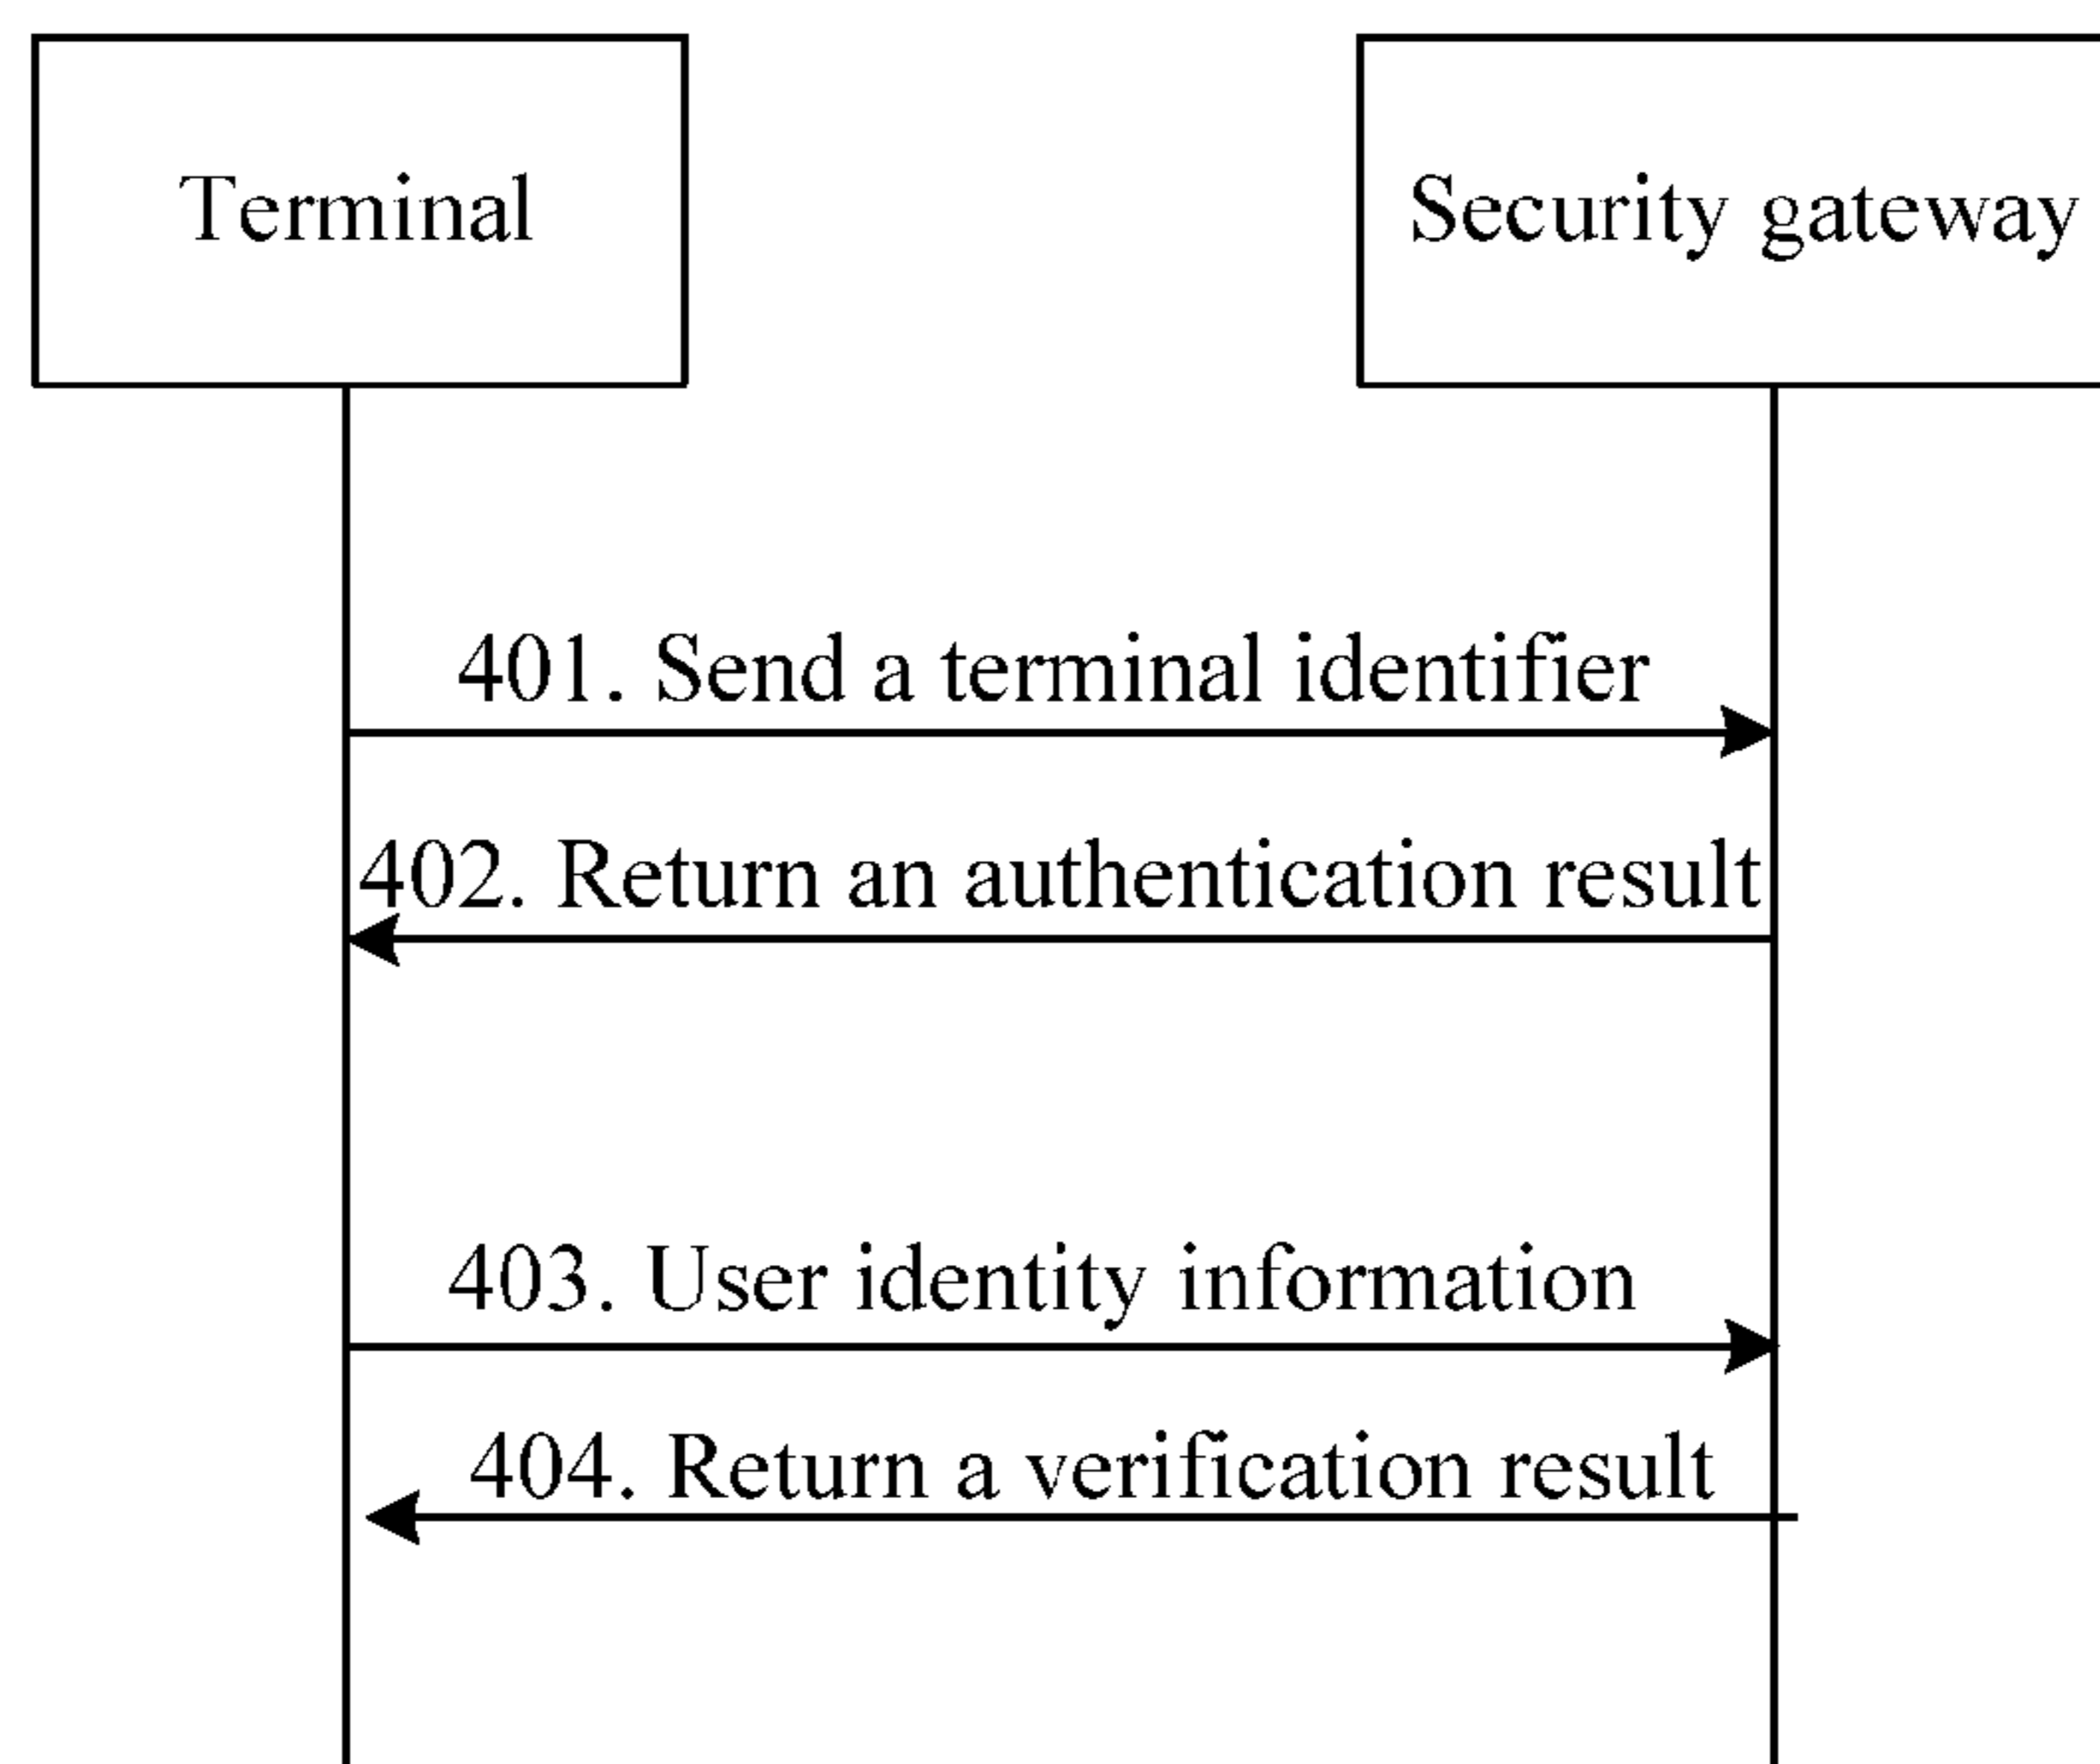 Terminal
Security gateway
401. Send a terminal identifier
402. Return an authentication result
403. User identity information
404. Return a verification result